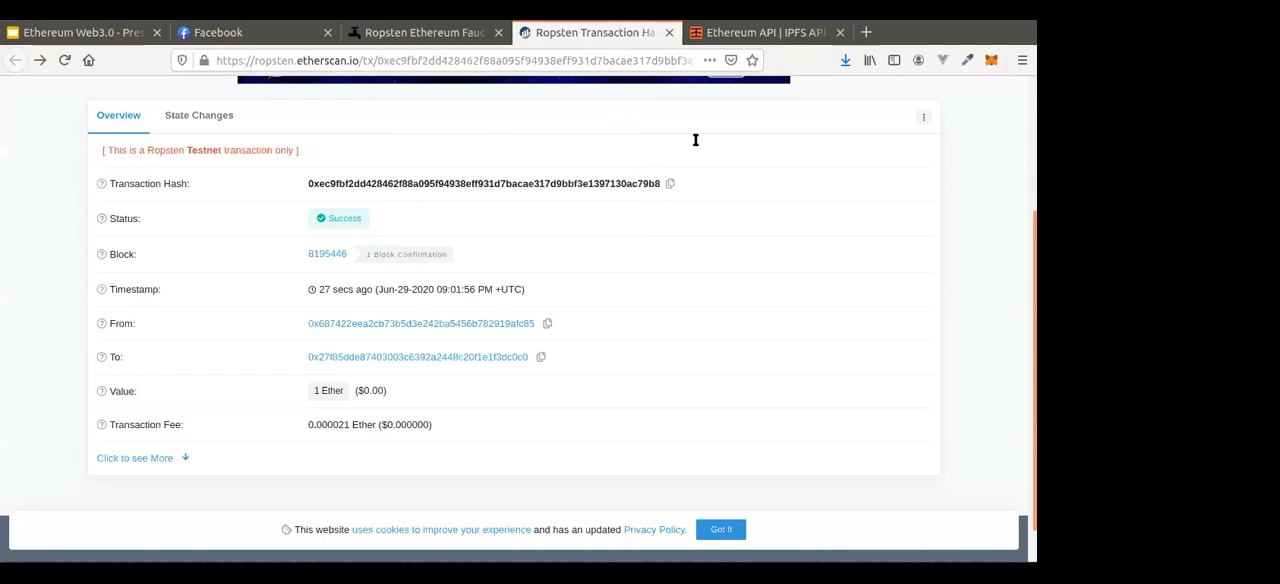 Ethereum Web3.0 - Pres
Facebook
Ropsten Ethereum Fauc
Ropsten Transaction Ha
Ethereum API | IPFS API
https://ropsten.etherscan.io/tx/0xec9fbf2dd428462f88a095f94938eff931d7bacae317d9bbf3e
Overview
State Changes
[ This is a Ropsten Testnet transaction only ]
Transaction Hash:
0xec9fbf2dd428462f88a095f94938eff931d7bacae317d9bbf3e1397130ac79b8
Status:
Success
Block:
8195446
1 Block Confirmation
Timestamp:
27 secs ago (Jun-29-2020 09:01:56 PM +UTC)
From:
0x687422eea2cb73b5d3e242ba5456b782919afc85
To:
0x27f85dde87403003c6392a2448c20f1e1f3dc0c0
Value:
1 Ether ($0.00)
Transaction Fee:
0.000021 Ether ($0.000000)
Click to see More
This website uses cookies to improve your experience and has an updated Privacy Policy.
Got It